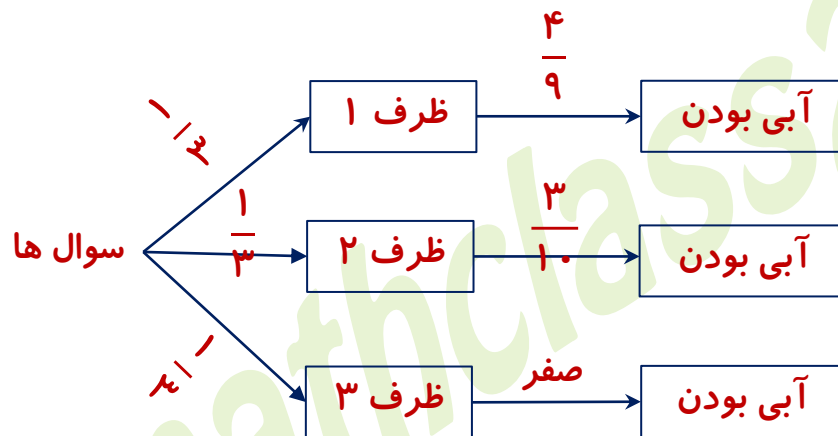 ۱/۳ ظرف ۱ ۴/۹ آبی بودن
سوال ها ۱/۳ ظرف ۲ ۳/۱۰ آبی بودن
۱/۳ ظرف ۳ صفر آبی بودن
mathclass